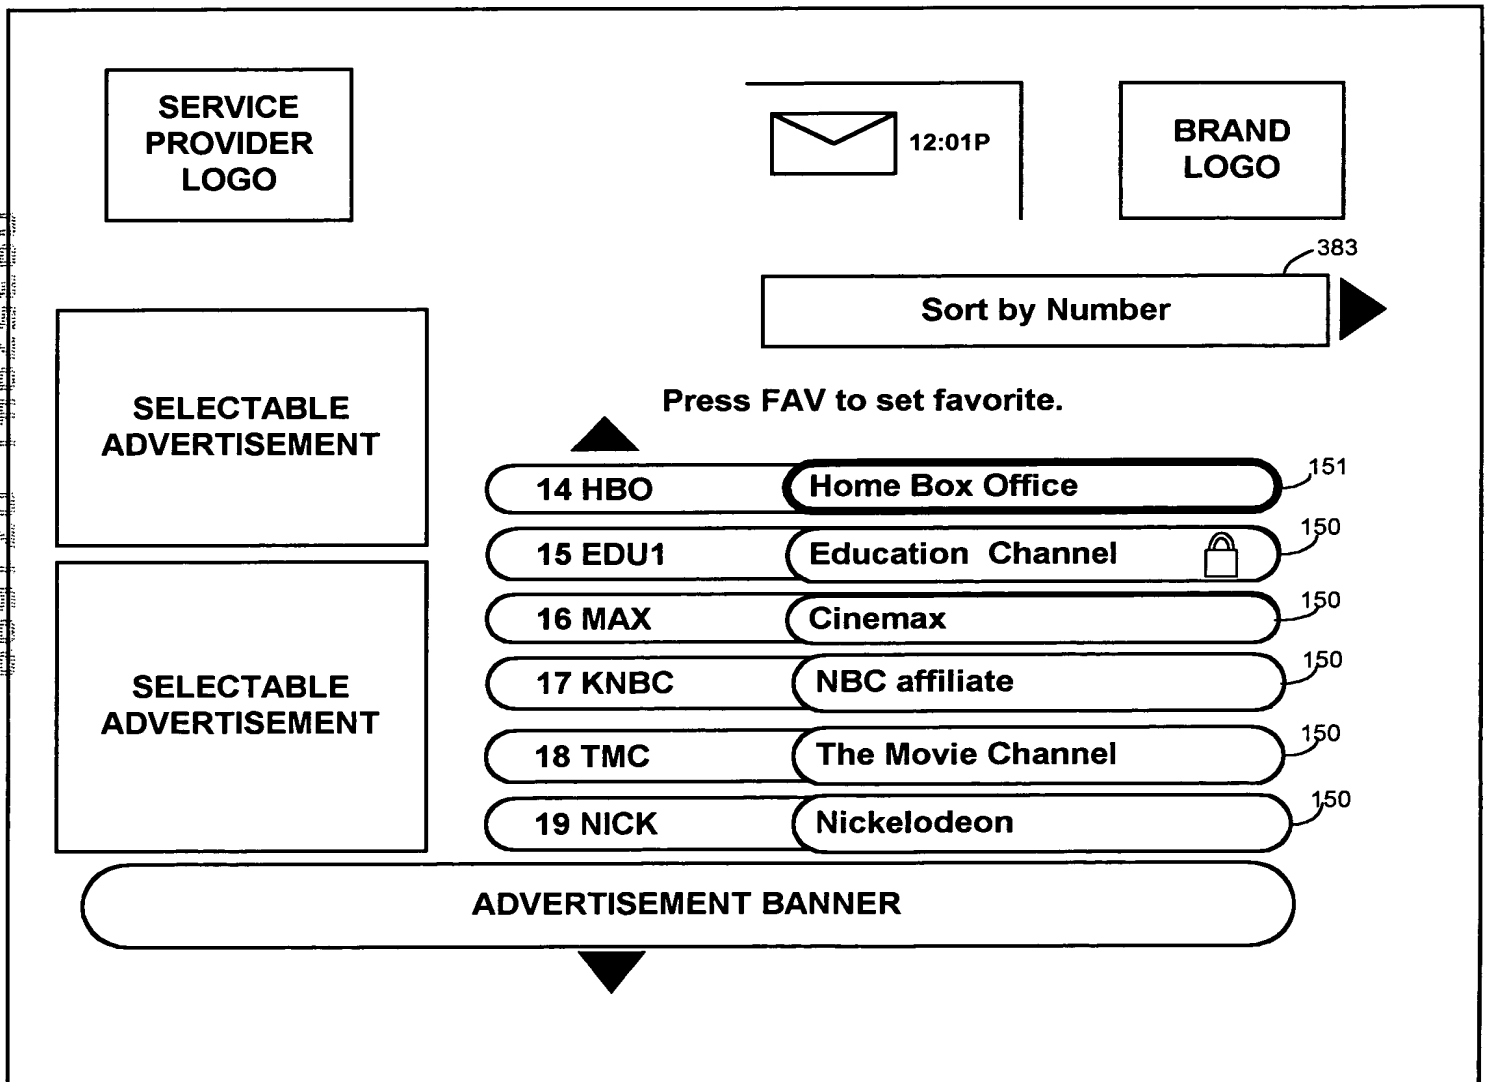 SERVICE
PROVIDER
LOGO
12:01P
BRAND
LOGO
383
Sort by Number
SELECTABLE
ADVERTISEMENT
Press FAV to set favorite.
14 HBO Home Box Office 151
15 EDU1 Education Channel 150
16 MAX Cinemax 150
17 KNBC NBC affiliate 150
SELECTABLE
ADVERTISEMENT
18 TMC The Movie Channel 150
19 NICK Nickelodeon 150
ADVERTISEMENT BANNER